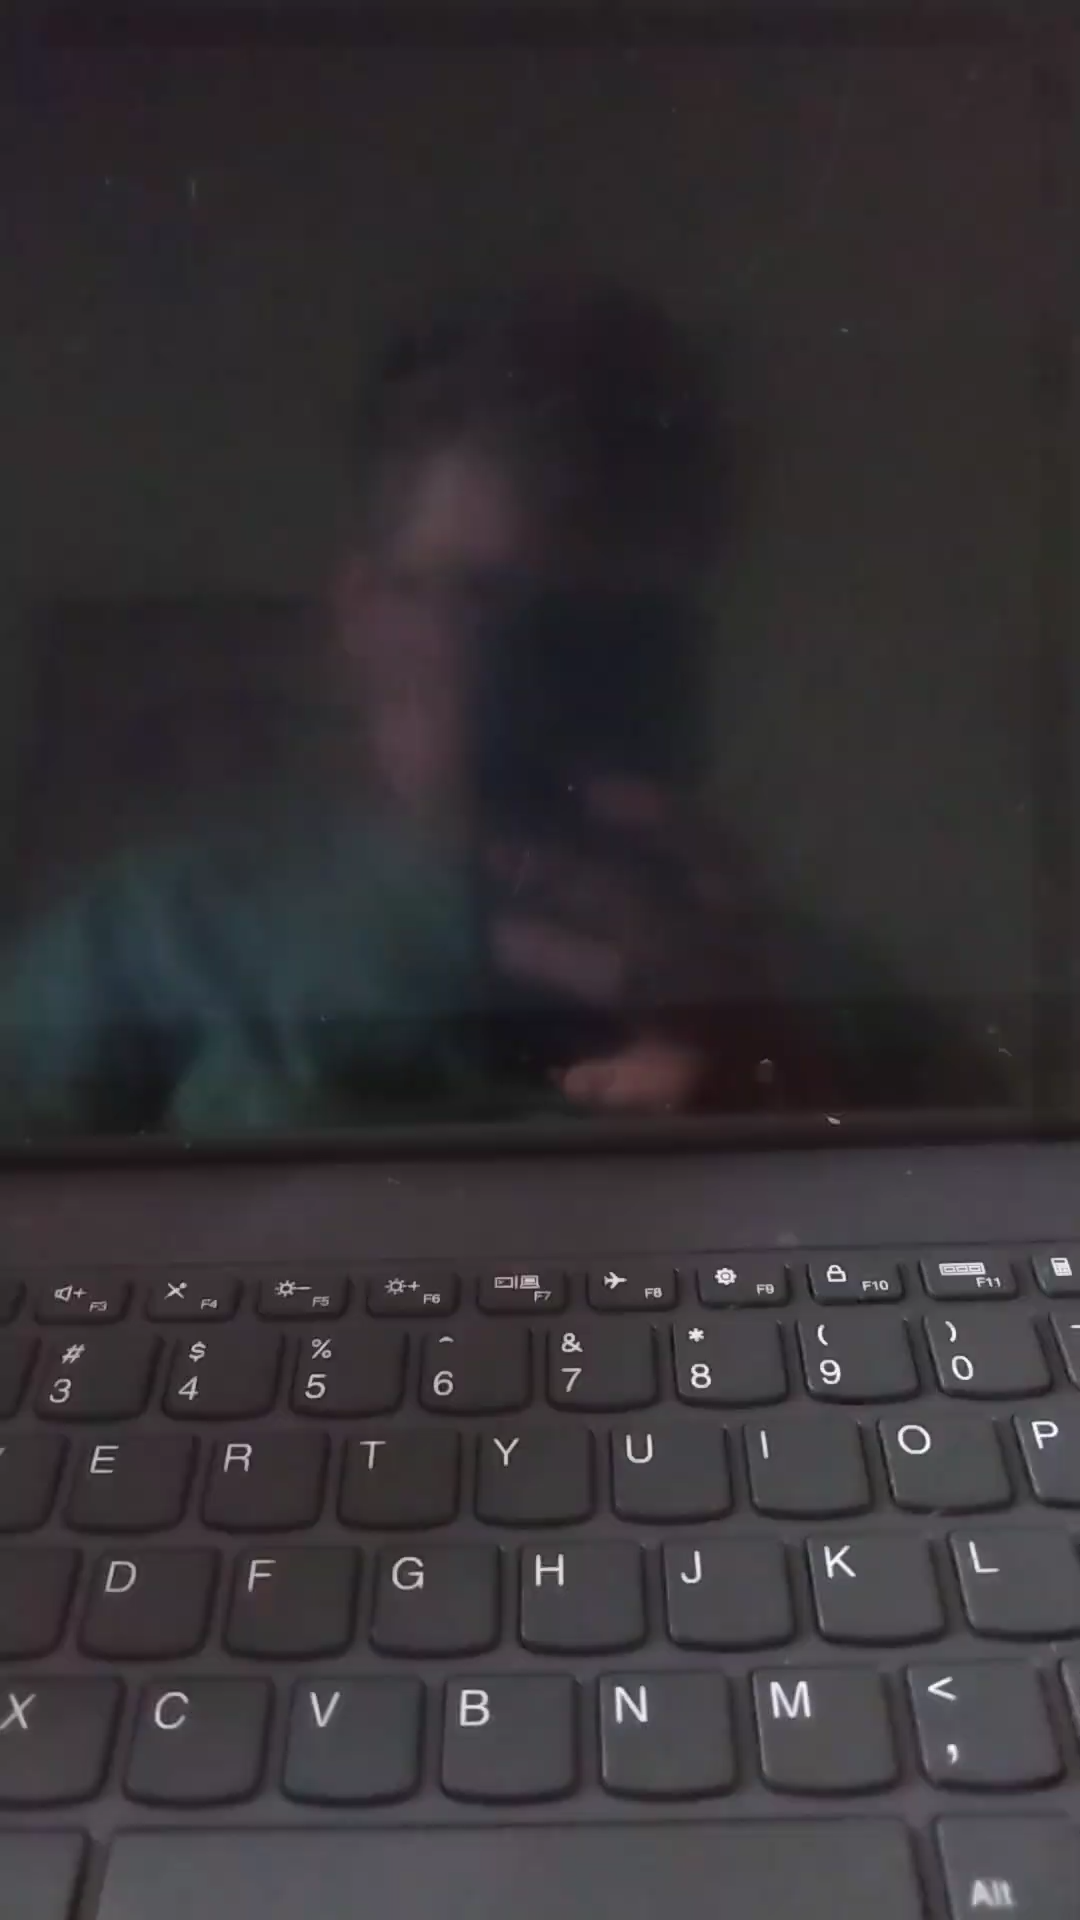 F3 F4 F5 F6 F7 F8 F9 F10 F11
# $ % ^ & * ( )
3 4 5 6 7 8 9 0
E R T Y U I O P
D F G H J K L
X C V B N M <
,
Alt